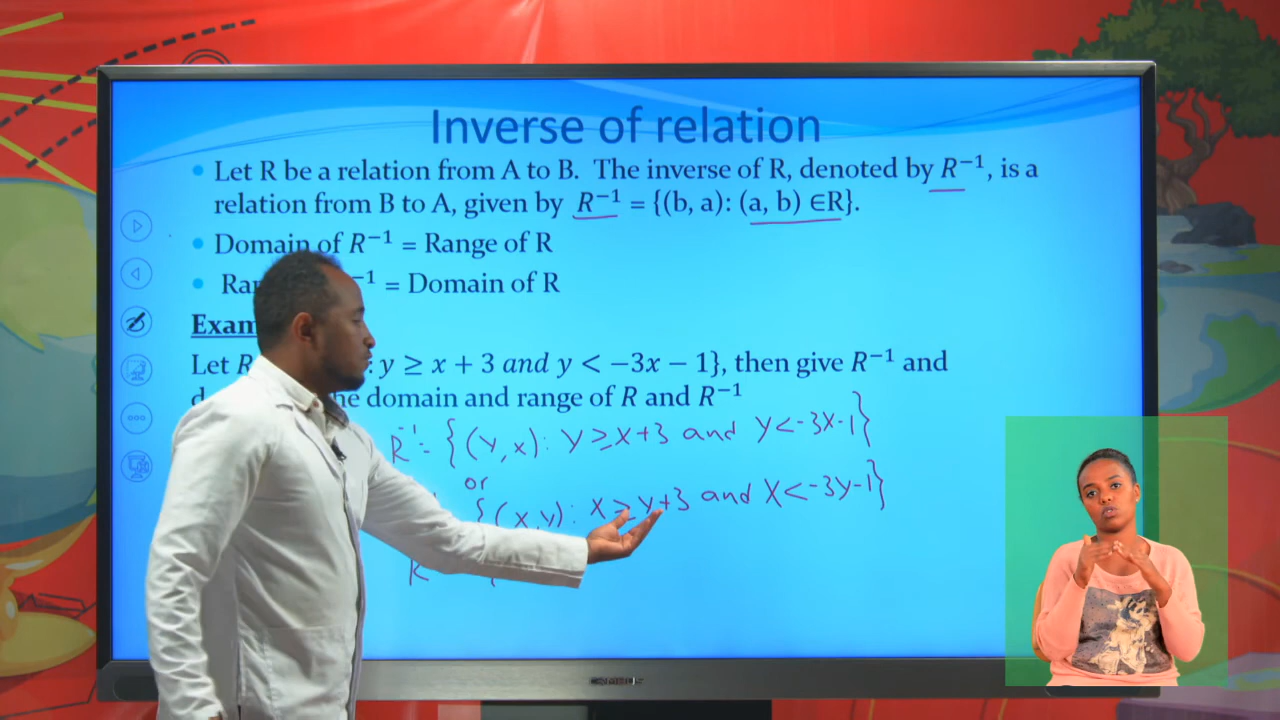 Inverse of relation
• Let R be a relation from A to B. The inverse of R, denoted by R⁻¹, is a
relation from B to A, given by R⁻¹ = {(b, a): (a, b) ∈R}.
• Domain of R⁻¹ = Range of R
• ⁻¹ = Domain of R
Let R : y ≥ x + 3 and y < −3x − 1}, then give R⁻¹ and
domain and range of R and R⁻¹
R⁻¹ = {(y, x): y ≥ x+3 and y < -3x-1}
or
{(x, y): x ≥ y+3 and x < -3y-1}
R